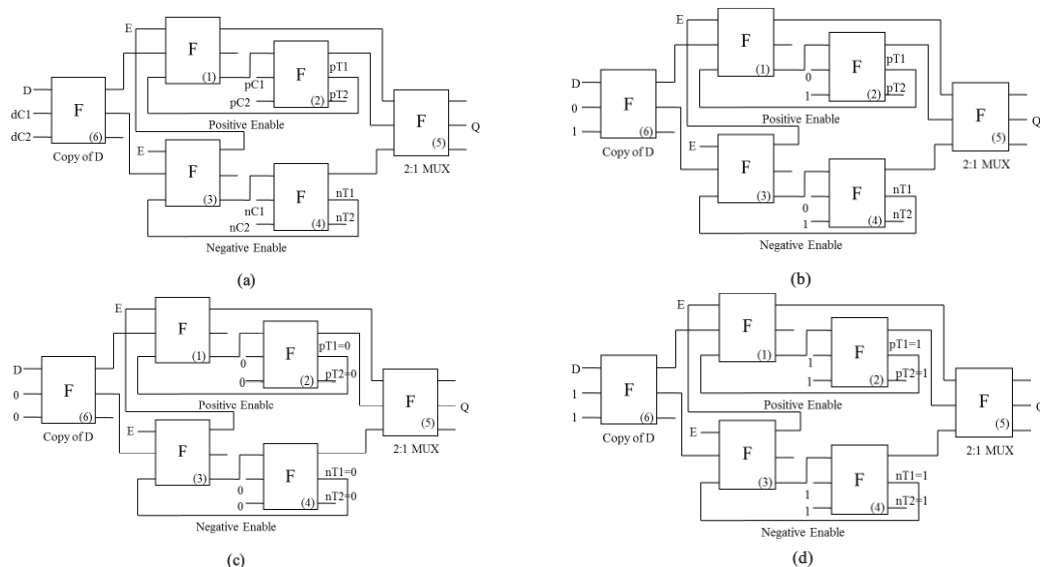 E
F
(1)
F
pT1
pC1
pT2
pC2
(2)
Positive Enable
D
dC1
dC2
F
(6)
Copy of D
F
Q
(5)
2:1 MUX
E
F
(3)
F
nT1
nC1
nT2
nC2
(4)
Negative Enable
(a)
E
F
(1)
F
pT1
0
pT2
1
(2)
Positive Enable
D
0
1
F
(6)
Copy of D
F
Q
(5)
2:1 MUX
E
F
(3)
F
nT1
0
nT2
1
(4)
Negative Enable
(b)
E
F
(1)
F
pT1=0
0
pT2=0
0
(2)
Positive Enable
D
0
0
F
(6)
Copy of D
F
Q
(5)
2:1 MUX
E
F
(3)
F
nT1=0
0
nT2=0
0
(4)
Negative Enable
(c)
E
F
(1)
F
pT1=1
1
pT2=1
1
(2)
Positive Enable
D
1
1
F
(6)
Copy of D
F
Q
(5)
2:1 MUX
E
F
(3)
F
nT1=1
1
nT2=1
1
(4)
Negative Enable
(d)